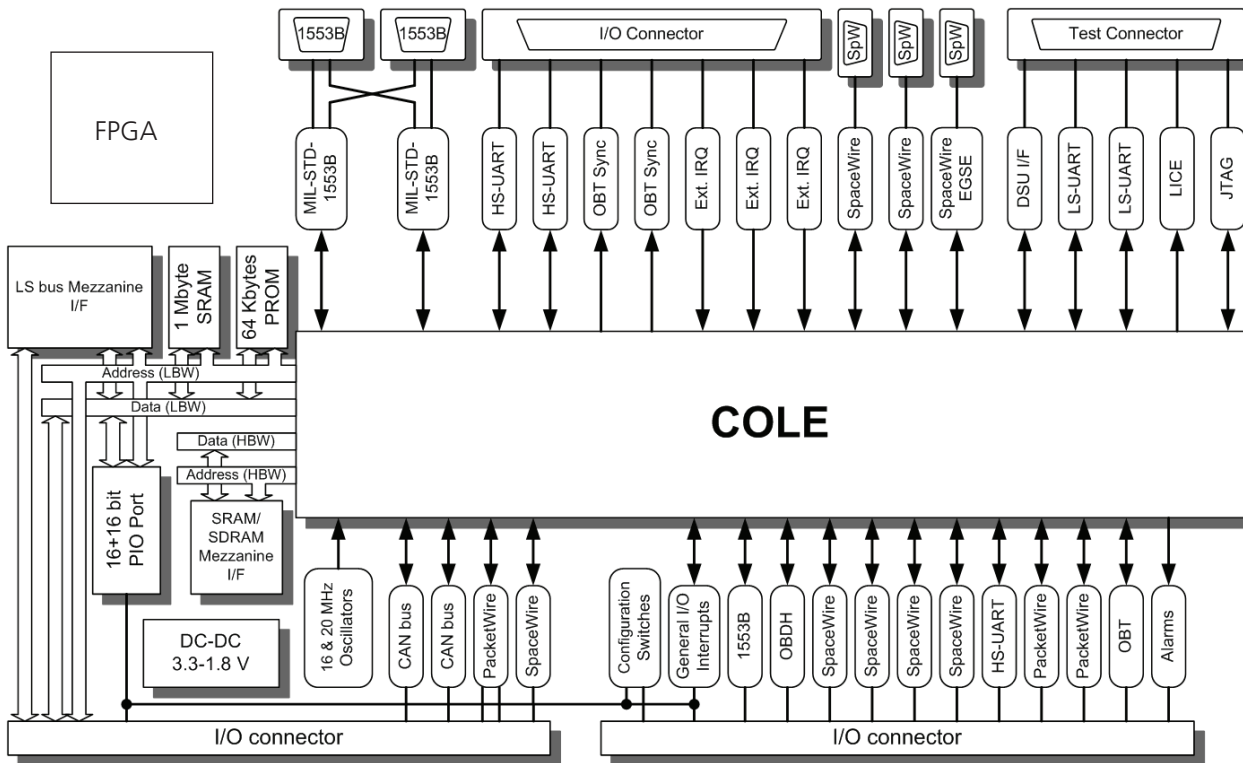 1553B
1553B
I/O Connector
SpW
SpW
SpW
Test Connector
FPGA
MIL-STD-
1553B
MIL-STD-
1553B
HS-UART
HS-UART
OBT Sync
OBT Sync
Ext. IRQ
Ext. IRQ
Ext. IRQ
SpaceWire
SpaceWire
SpaceWire
EGSE
DSU I/F
LS-UART
LS-UART
LICE
JTAG
LS bus Mezzanine
I/F
1 Mbyte
SRAM
64 Kbytes
PROM
Address (LBW)
Data (LBW)
COLE
Data (HBW)
Address (HBW)
16+16 bit
PIO Port
SRAM/
SDRAM
Mezzanine
I/F
DC-DC
3.3-1.8 V
16 & 20 MHz
Oscillators
CAN bus
CAN bus
PacketWire
SpaceWire
Configuration
Switches
General I/O
Interrupts
1553B
OBDH
SpaceWire
SpaceWire
SpaceWire
SpaceWire
HS-UART
PacketWire
PacketWire
OBT
Alarms
I/O connector
I/O connector